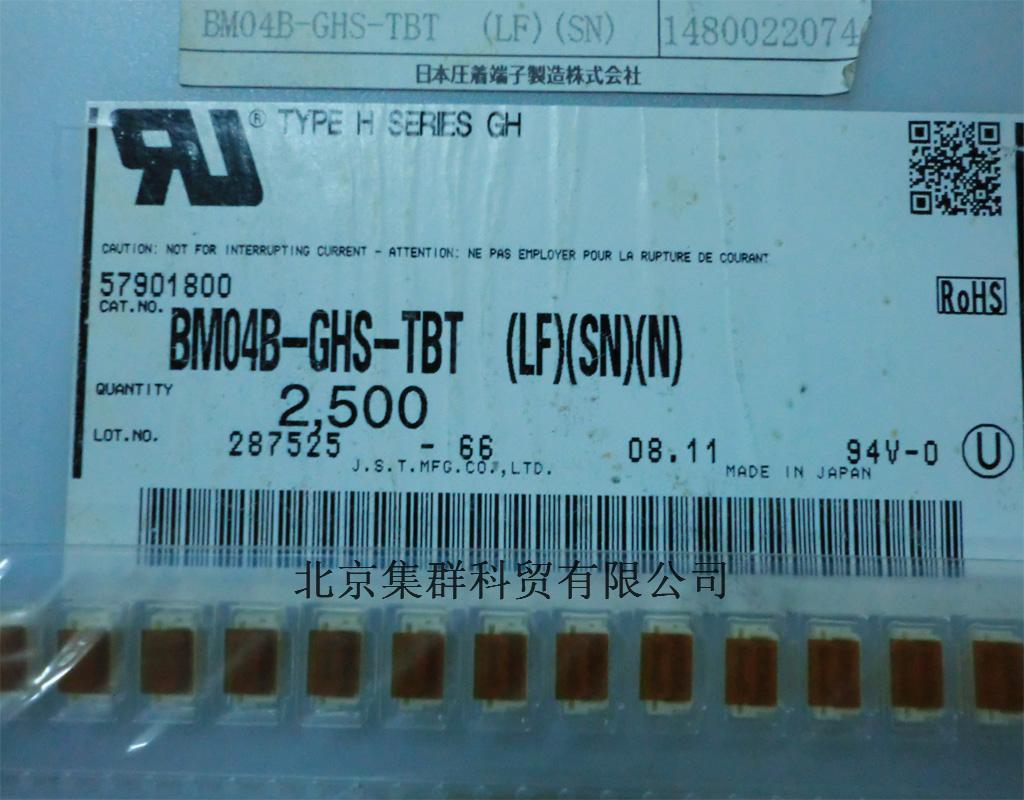 BM04B-GHS-TBT (LF)(SN) 1480022074
日本圧着端子製造株式会社
® TYPE H SERIES GH
CAUTION: NOT FOR INTERRUPTING CURRENT - ATTENTION: NE PAS EMPLOYER POUR LA RUPTURE DE COURANT
57901800
RoHS
CAT.NO. BM04B-GHS-TBT (LF)(SN)(N)
QUANTITY 2,500
LOT.NO. 287525 - 66 08.11 94V-0 U
J.S.T.MFG.CO.,LTD. MADE IN JAPAN
北京集群科贸有限公司